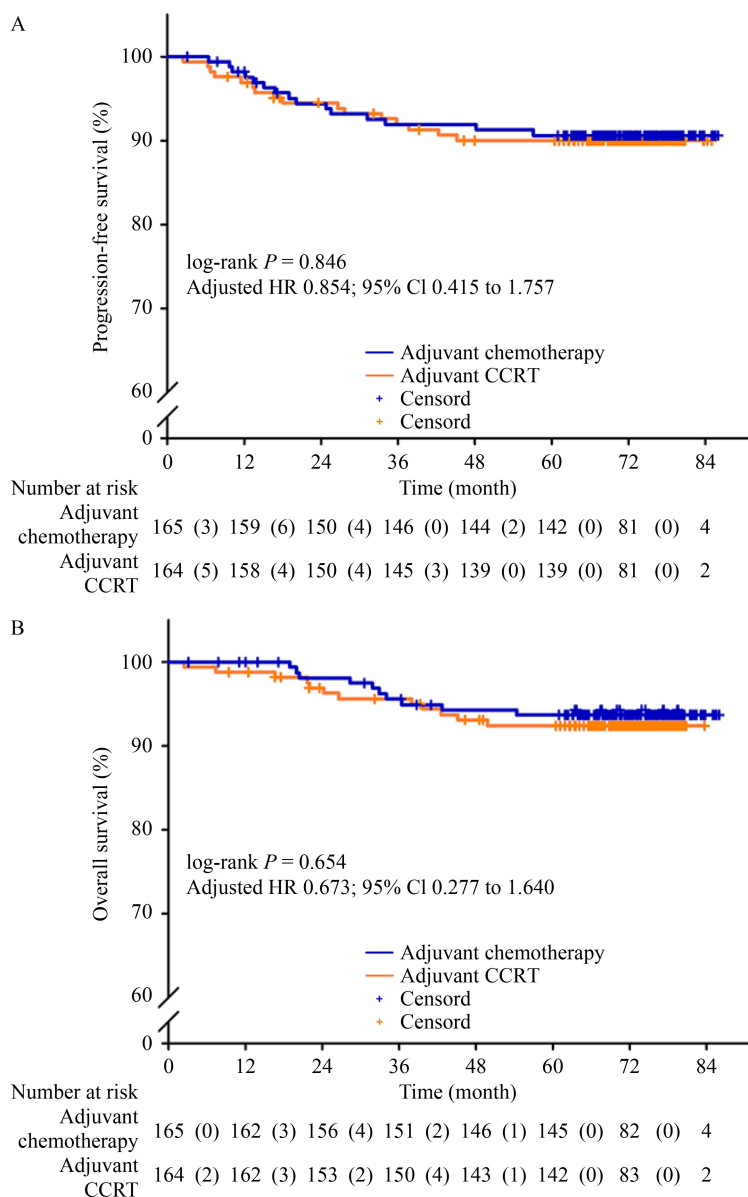 A
100
90
80
70
60
0
Progression-free survival (%)
log-rank P = 0.846
Adjusted HR 0.854; 95% Cl 0.415 to 1.757
Adjuvant chemotherapy
Adjuvant CCRT
Censord
Censord
0 12 24 36 48 60 72 84
Number at risk
Time (month)
Adjuvant
chemotherapy
165 (3) 159 (6) 150 (4) 146 (0) 144 (2) 142 (0) 81 (0) 4
Adjuvant
CCRT
164 (5) 158 (4) 150 (4) 145 (3) 139 (0) 139 (0) 81 (0) 2
B
100
90
80
70
60
0
Overall survival (%)
log-rank P = 0.654
Adjusted HR 0.673; 95% Cl 0.277 to 1.640
Adjuvant chemotherapy
Adjuvant CCRT
Censord
Censord
0 12 24 36 48 60 72 84
Number at risk
Time (month)
Adjuvant
chemotherapy
165 (0) 162 (3) 156 (4) 151 (2) 146 (1) 145 (0) 82 (0) 4
Adjuvant
CCRT
164 (2) 162 (3) 153 (2) 150 (4) 143 (1) 142 (0) 83 (0) 2